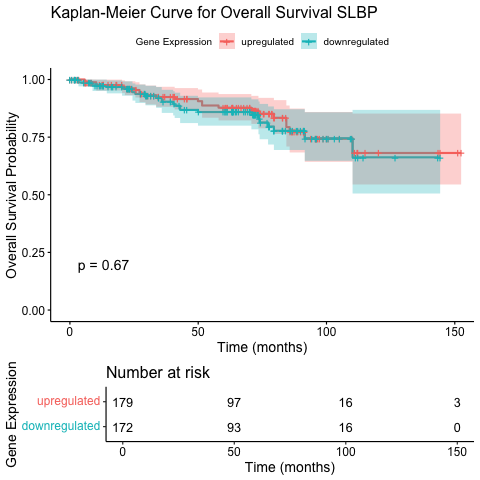 Kaplan-Meier Curve for Overall Survival SLBP
Gene Expression upregulated downregulated
Overall Survival Probability
1.00
0.75
0.50
0.25
0.00
p = 0.67
0 50 100 150
Time (months)
Number at risk
Gene Expression
upregulated 179 97 16 3
downregulated 172 93 16 0
0 50 100 150
Time (months)